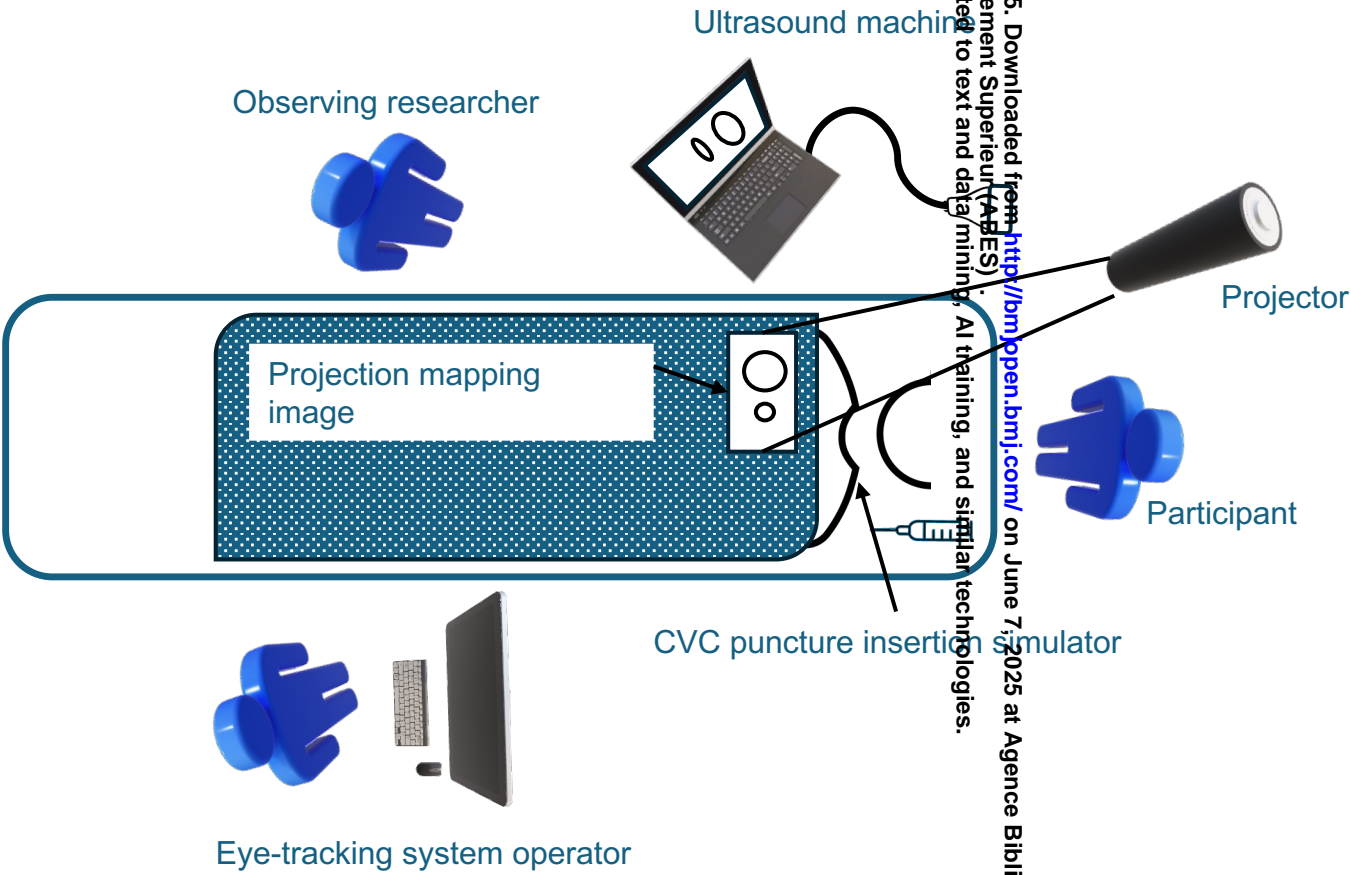 Ultrasound machine
Observing researcher
Projector
Projection mapping
image
Participant
CVC puncture insertion simulator
Eye-tracking system operator
5. Downloaded from http://bmjopen.bmj.com/ on June 7, 2025 at Agence Bibli
ement Superieur (ABES) .
ted to text and data mining, AI training, and similar technologies.